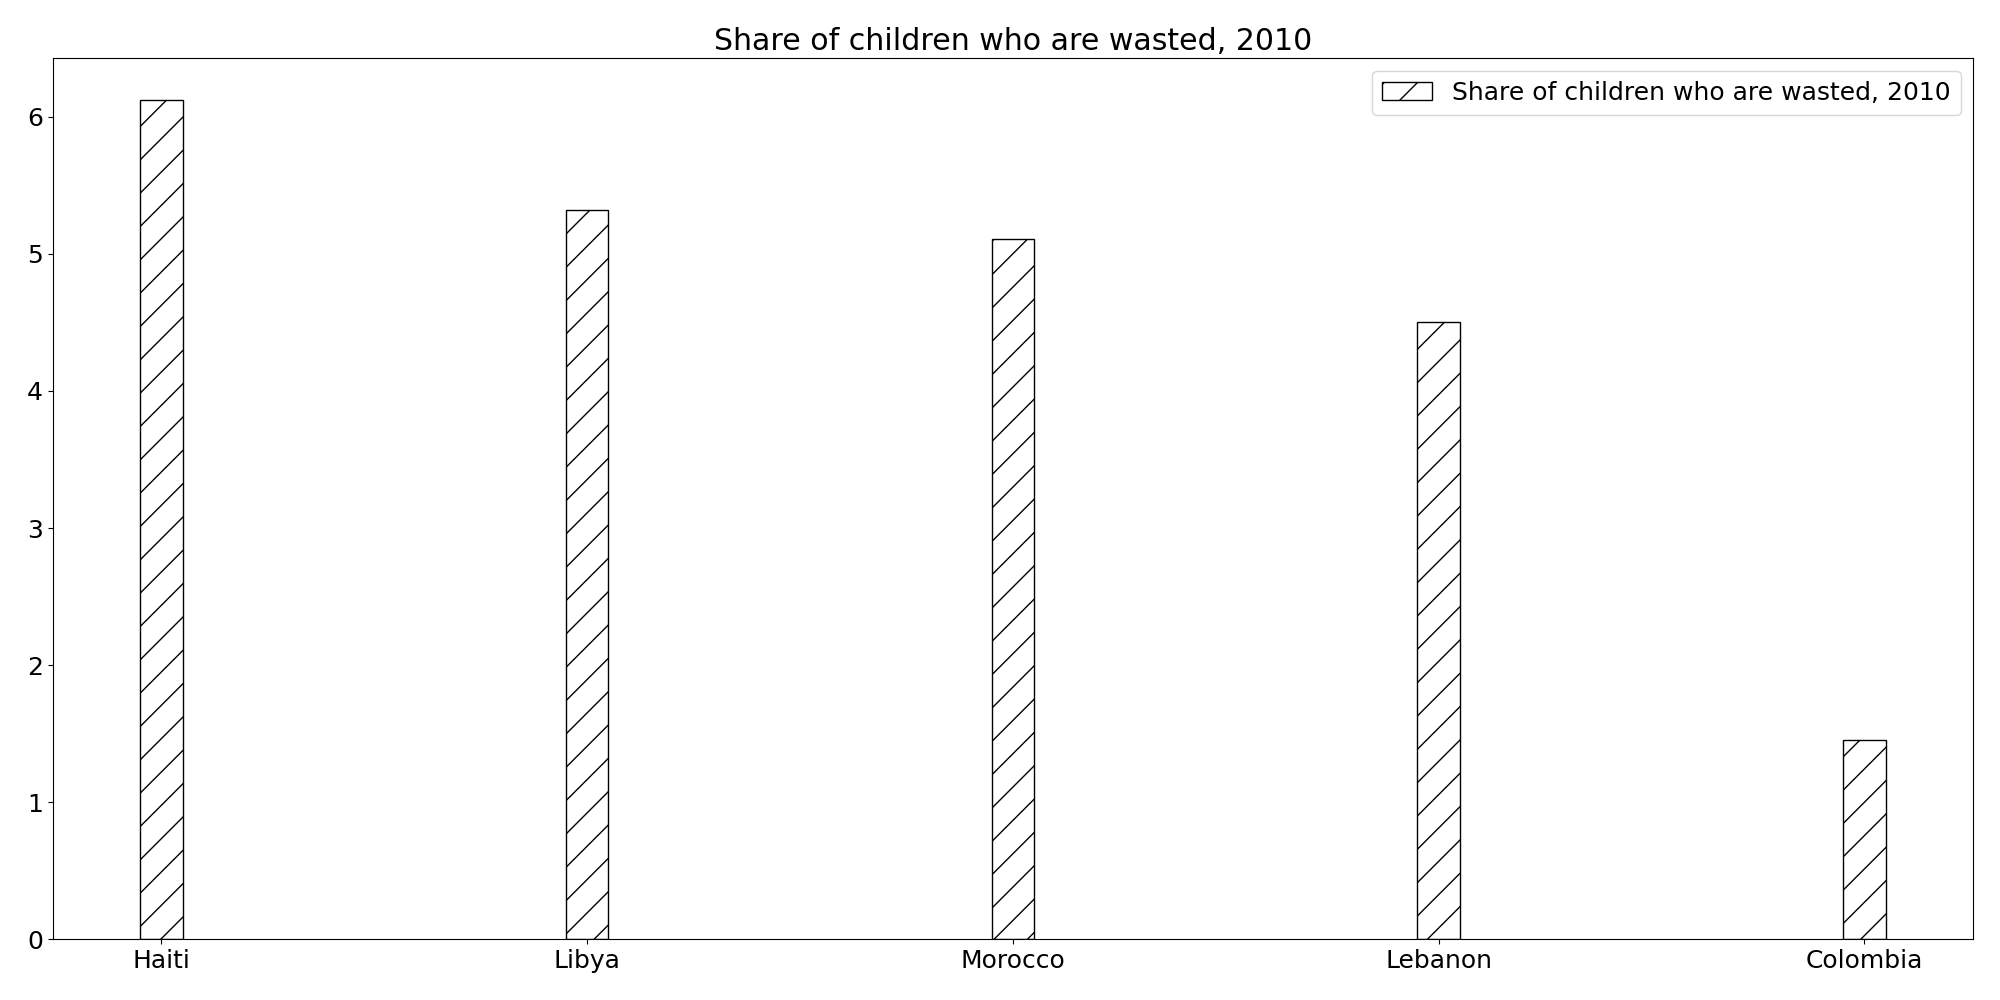 Share of children who are wasted, 2010
Share of children who are wasted, 2010
6
5
4
3
2
1
0
Haiti Libya Morocco Lebanon Colombia